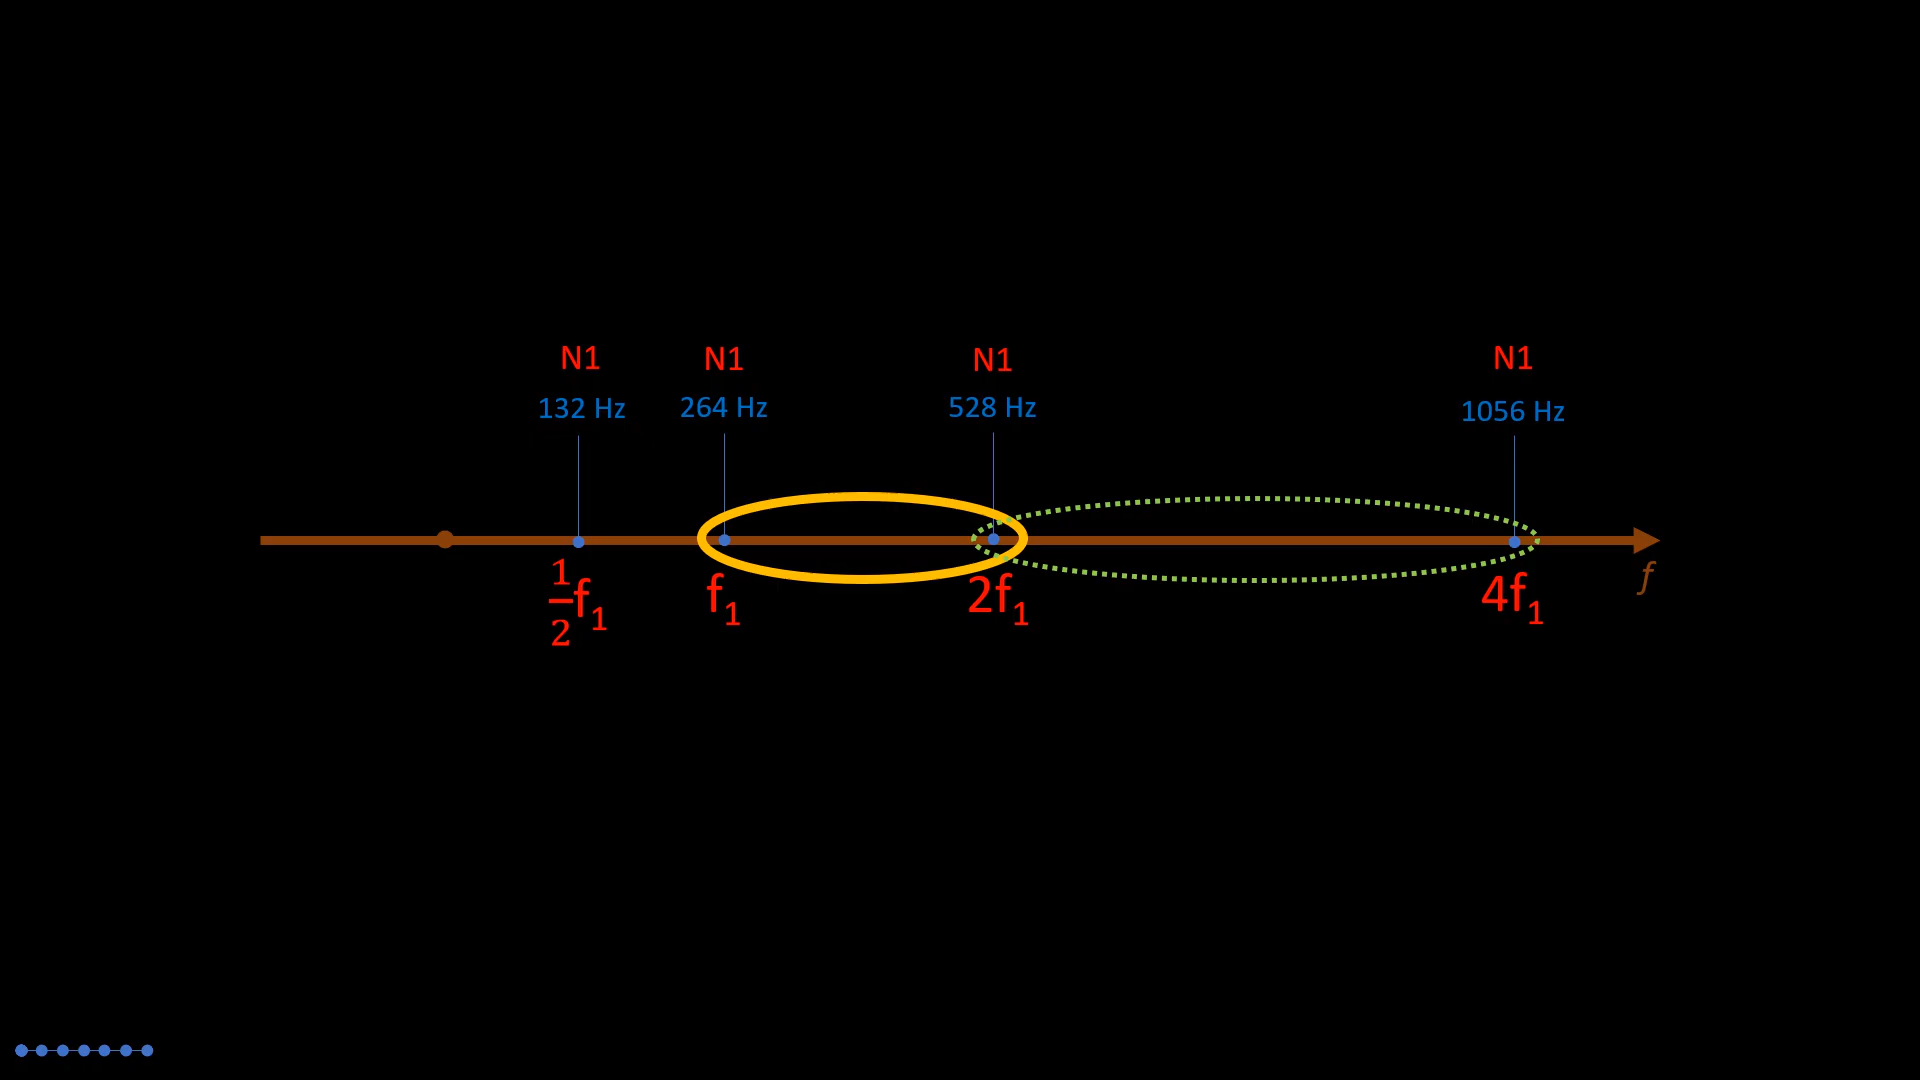 N1 N1 N1 N1
132 Hz 264 Hz 528 Hz 1056 Hz
½f₁ f₁ 2f₁ 4f₁ f